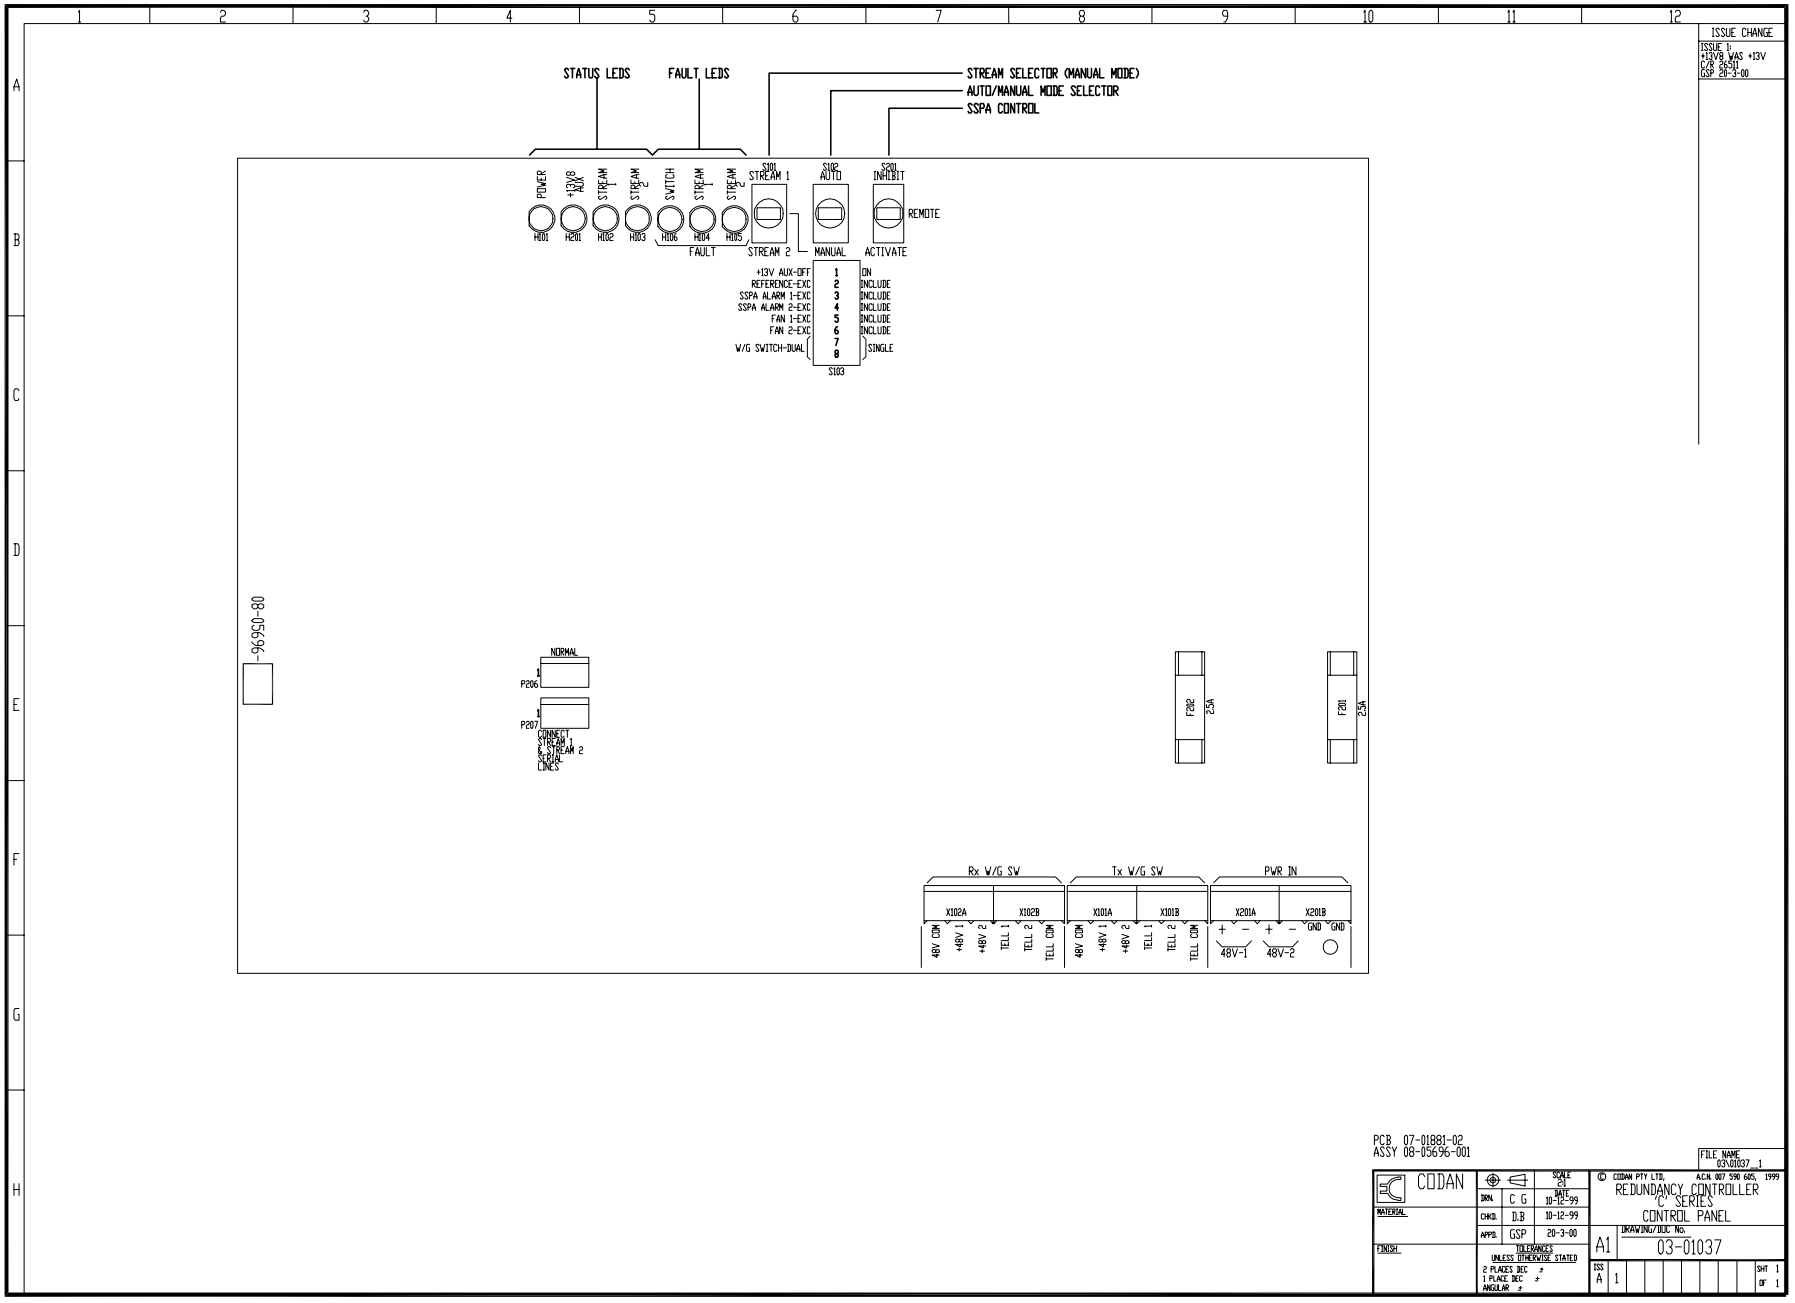 1 2 3 4 5 6 7 8 9 10 11 12
A
B
C
D
E
F
G
H
ISSUE CHANGE
ISSUE 1:
+13V8 WAS +13V
C/R 26511
GSP 20-3-00
STATUS LEDS
FAULT LEDS
STREAM SELECTOR (MANUAL MODE)
AUTO/MANUAL MODE SELECTOR
SSPA CONTROL
POWER
+13V8
AUX
STREAM
1
STREAM
2
SWITCH
STREAM
1
STREAM
2
H101
H201
H102
H103
H106
H104
H105
FAULT
S101
STREAM 1
STREAM 2
S102
AUTO
MANUAL
S201
INHIBIT
REMOTE
ACTIVATE
+13V AUX-OFF 1 ON
REFERENCE-EXC 2 INCLUDE
SSPA ALARM 1-EXC 3 INCLUDE
SSPA ALARM 2-EXC 4 INCLUDE
FAN 1-EXC 5 INCLUDE
FAN 2-EXC 6 INCLUDE
7
W/G SWITCH-DUAL SINGLE
8
S103
08-05696-
NORMAL
1
P206
1
P207
CONNECT
STREAM 1
& STREAM 2
SERIAL
LINES
F202
2.5A
F201
2.5A
Rx W/G SW
Tx W/G SW
PWR IN
X102A
X102B
X101A
X101B
X201A
X201B
48V COM
+48V 1
+48V 2
TELL 1
TELL 2
TELL COM
48V COM
+48V 1
+48V 2
TELL 1
TELL 2
TELL COM
+ - + - GND GND
48V-1 48V-2
PCB 07-01881-02
ASSY 08-05696-001
FILE NAME
03\01037__1
CODAN
MATERIAL
FINISH
SCALE
2:1
DRN. C G DATE 10-12-99
CHKD. D.B 10-12-99
APPD. GSP 20-3-00
TOLERANCES
UNLESS OTHERWISE STATED
2 PLACES DEC ±
1 PLACE DEC ±
ANGULAR ±
© CODAN PTY LTD, A.C.N. 007 590 605, 1999
REDUNDANCY CONTROLLER
'C' SERIES
CONTROL PANEL
DRAWING/DOC No.
A1 03-01037
ISS
A 1
SHT 1
OF 1